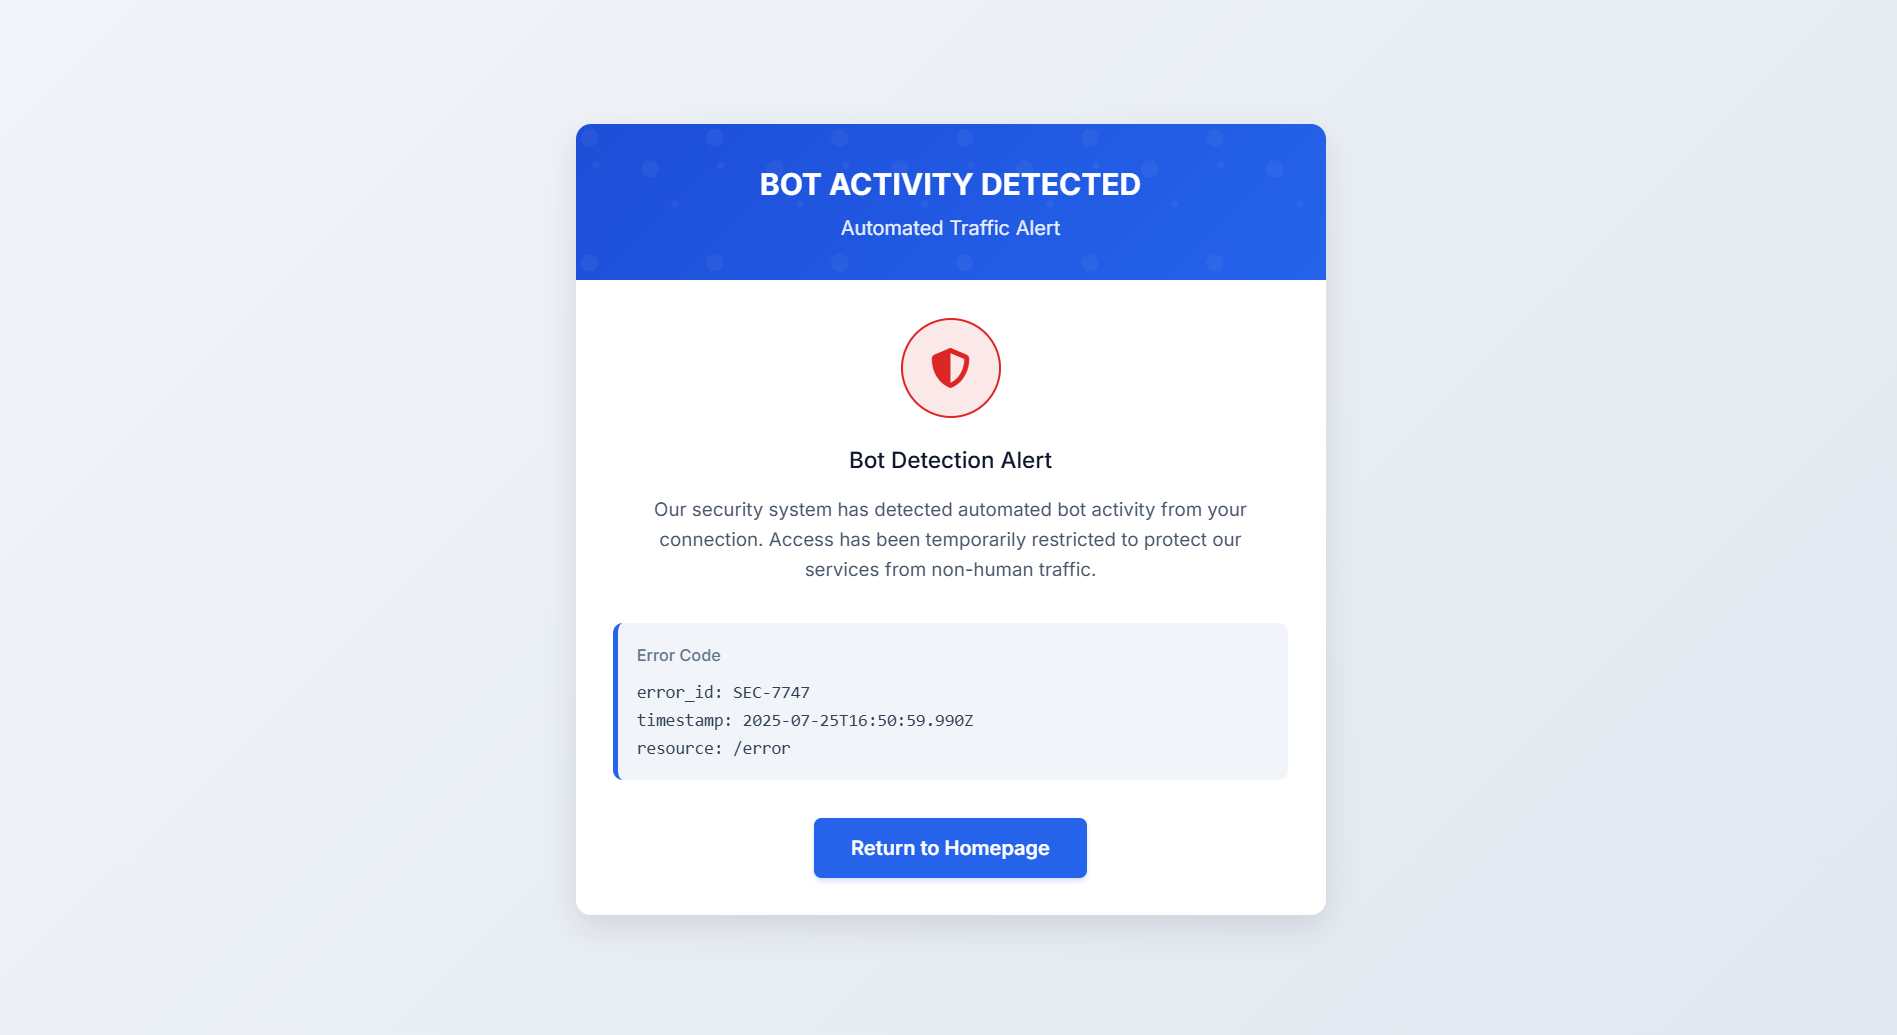 BOT ACTIVITY DETECTED
Automated Traffic Alert
Bot Detection Alert
Our security system has detected automated bot activity from your
connection. Access has been temporarily restricted to protect our
services from non-human traffic.
Error Code
error_id: SEC-7747
timestamp: 2025-07-25T16:50:59.990Z
resource: /error
Return to Homepage